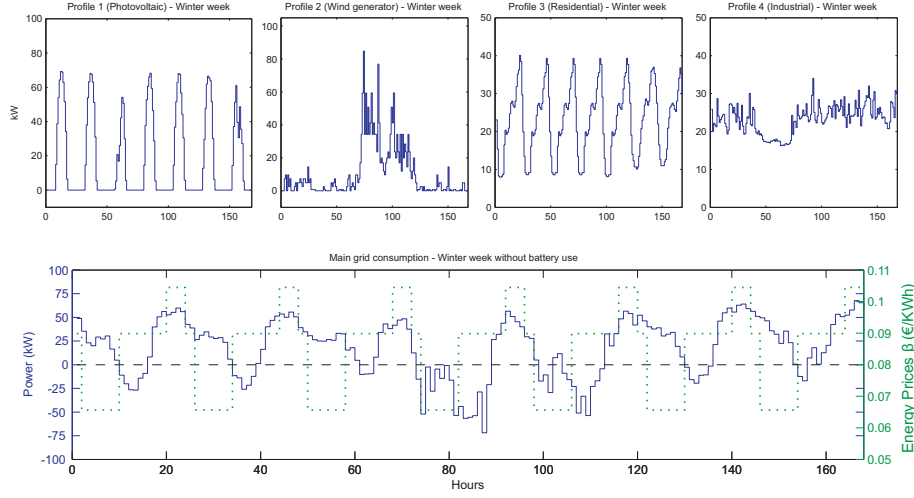 Profile 1 (Photovoltaic) - Winter week
Profile 2 (Wind generator) - Winter week
Profile 3 (Residential) - Winter week
Profile 4 (Industrial) - Winter week
kW
100
80
60
40
20
0
0 50 100 150
100
80
60
40
20
0
0 50 100 150
50
40
30
20
10
0
0 50 100 150
50
40
30
20
10
0
0 50 100 150
Main grid consumption - Winter week without battery use
Power (kW)
100
75
50
25
0
-25
-50
-75
-100
0 20 40 60 80 100 120 140 160
Hours
0.11
0.1
0.09
0.08
0.07
0.06
0.05
Energy Prices β (€/KWh)